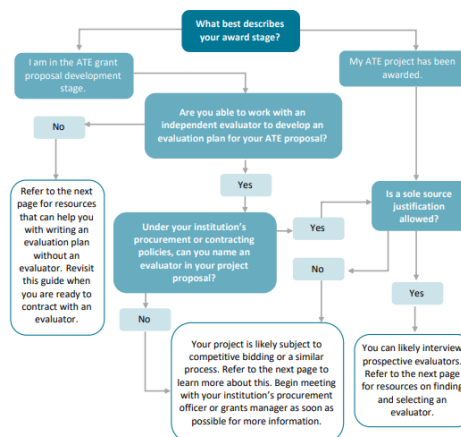 What best describes
your award stage?
I am in the ATE grant
proposal development
stage.
My ATE project has been
awarded.
Are you able to work with an
independent evaluator to develop an
evaluation plan for your ATE proposal?
No
Yes
Refer to the next
page for resources
that can help you
with writing an
evaluation plan
without an
evaluator. Revisit
this guide when
you are ready to
contract with an
evaluator.
Under your institution's
procurement or contracting
policies, can you name an
evaluator in your project
proposal?
Yes
Is a sole source
justification
allowed?
No
No
Yes
Your project is likely subject to
competitive bidding or a similar
process. Refer to the next page to
learn more about this. Begin meeting
with your institution's procurement
officer or grants manager as soon as
possible for more information.
You can likely interview
prospective evaluators.
Refer to the next page
for resources on finding
and selecting an
evaluator.